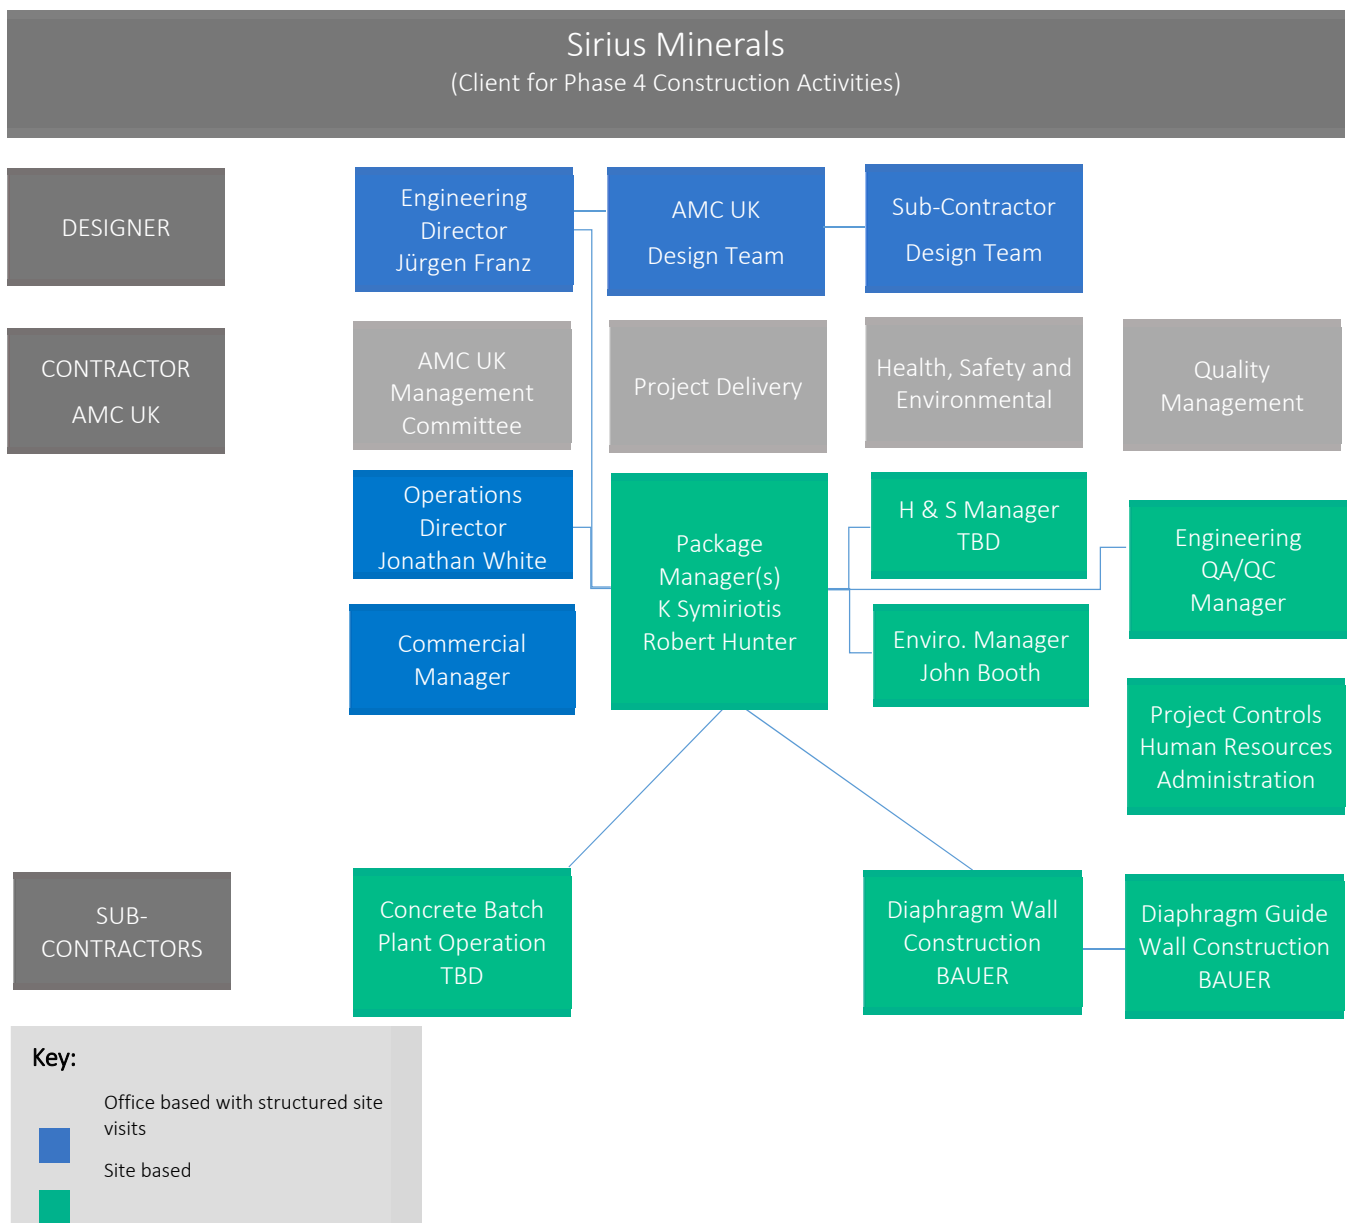 Sirius Minerals
(Client for Phase 4 Construction Activities)
DESIGNER
Engineering
Director
Jürgen Franz
AMC UK
Design Team
Sub-Contractor
Design Team
CONTRACTOR
AMC UK
AMC UK
Management
Committee
Project Delivery
Health, Safety and
Environmental
Quality
Management
Operations
Director
Jonathan White
Package
Manager(s)
K Symiriotis
Robert Hunter
H & S Manager
TBD
Engineering
QA/QC
Manager
Commercial
Manager
Enviro. Manager
John Booth
Project Controls
Human Resources
Administration
SUB-
CONTRACTORS
Concrete Batch
Plant Operation
TBD
Diaphragm Wall
Construction
BAUER
Diaphragm Guide
Wall Construction
BAUER
Key:
Office based with structured site
visits
Site based